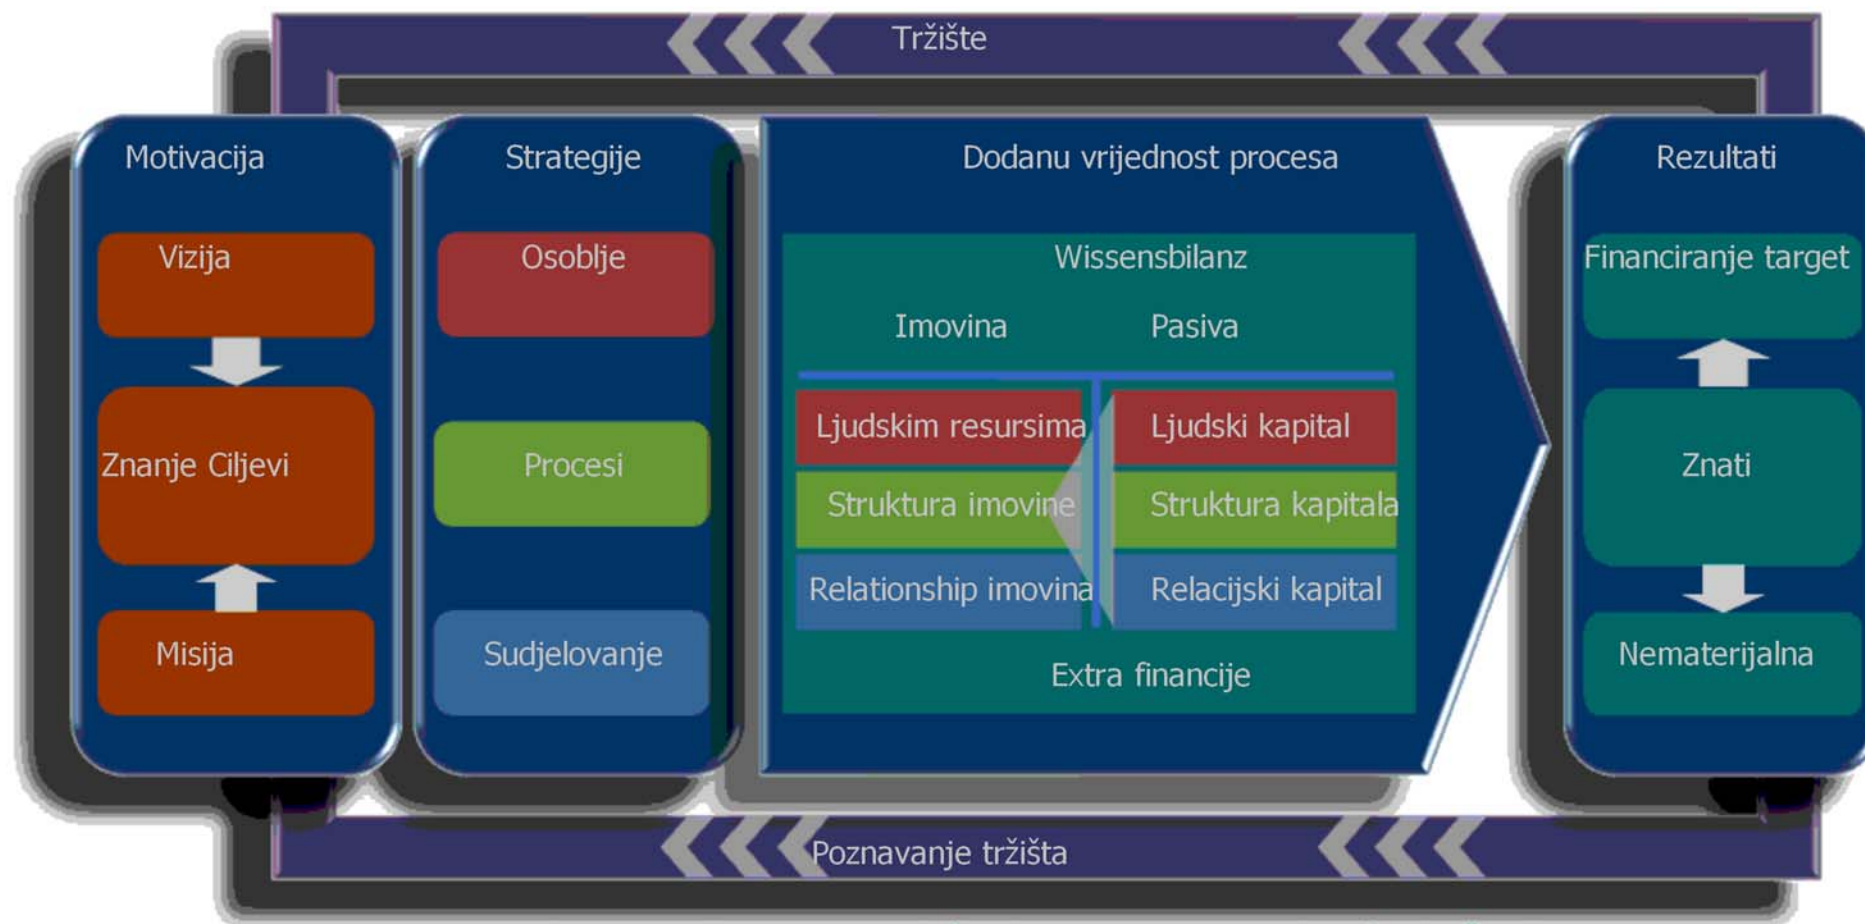 Tržište
Motivacija
Vizija
Znanje Ciljevi
Misija
Strategije
Osoblje
Procesi
Sudjelovanje
Dodanu vrijednost procesa
Wissensbilanz
Imovina Pasiva
Ljudskim resursima Ljudski kapital
Struktura imovine Struktura kapitala
Relationship imovina Relacijski kapital
Extra financije
Rezultati
Financiranje target
Znati
Nematerijalna
Poznavanje tržišta